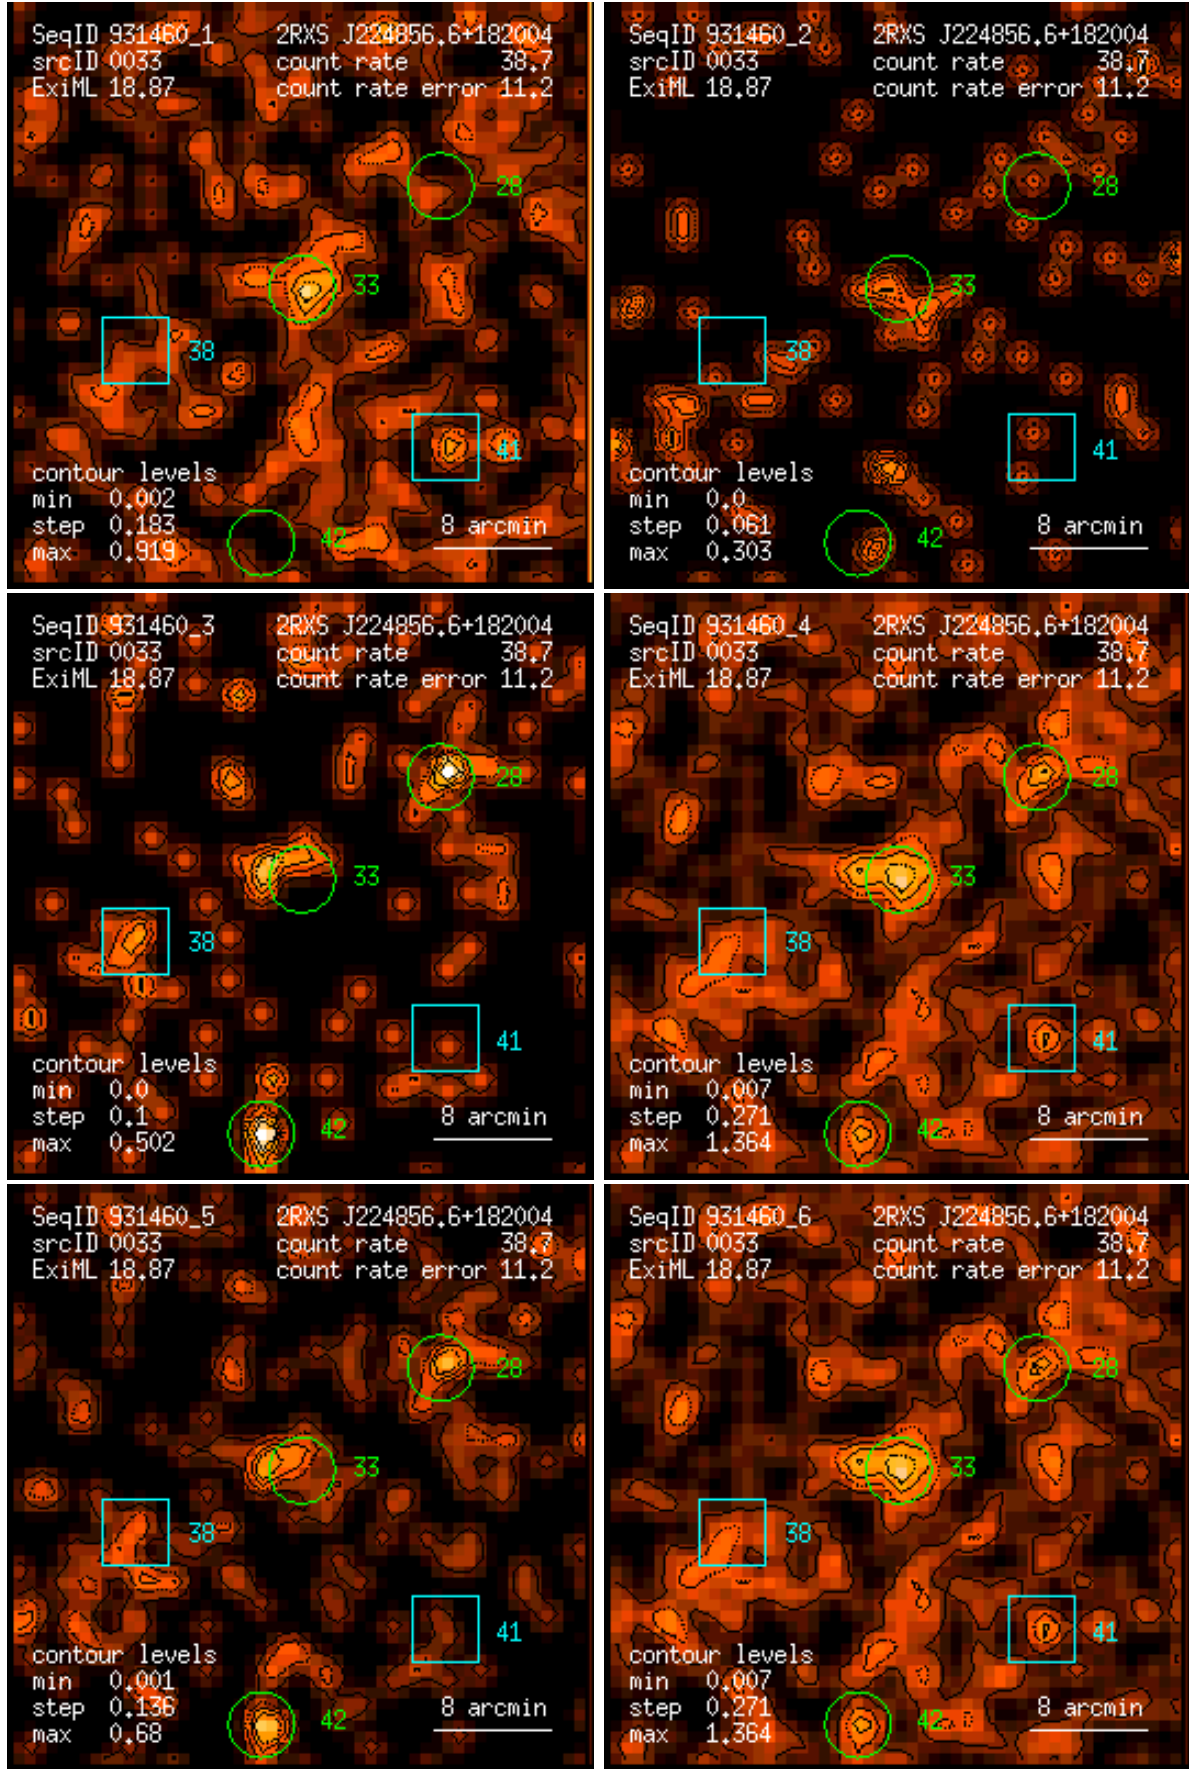 SeqID 931460_1 2RXS J224856.6+182004
srcID 0033 count rate 38.7
ExiML 18.87 count rate error 11.2
28
33
38
41
contour levels
min 0.002
step 0.183 8 arcmin
max 0.919
42
SeqID 931460_2 2RXS J224856.6+182004
srcID 0033 count rate 38.7
ExiML 18.87 count rate error 11.2
28
33
38
41
contour levels
min 0.0
step 0.061 8 arcmin
max 0.303
42
SeqID 931460_3 2RXS J224856.6+182004
srcID 0033 count rate 38.7
ExiML 18.87 count rate error 11.2
28
33
38
41
contour levels
min 0.0
step 0.1 8 arcmin
max 0.502
42
SeqID 931460_4 2RXS J224856.6+182004
srcID 0033 count rate 38.7
ExiML 18.87 count rate error 11.2
28
33
38
41
contour levels
min 0.007
step 0.271 8 arcmin
max 1.364
42
SeqID 931460_5 2RXS J224856.6+182004
srcID 0033 count rate 38.7
ExiML 18.87 count rate error 11.2
28
33
38
41
contour levels
min 0.001
step 0.136 8 arcmin
max 0.68
42
SeqID 931460_6 2RXS J224856.6+182004
srcID 0033 count rate 38.7
ExiML 18.87 count rate error 11.2
28
33
38
41
contour levels
min 0.007
step 0.271 8 arcmin
max 1.364
42